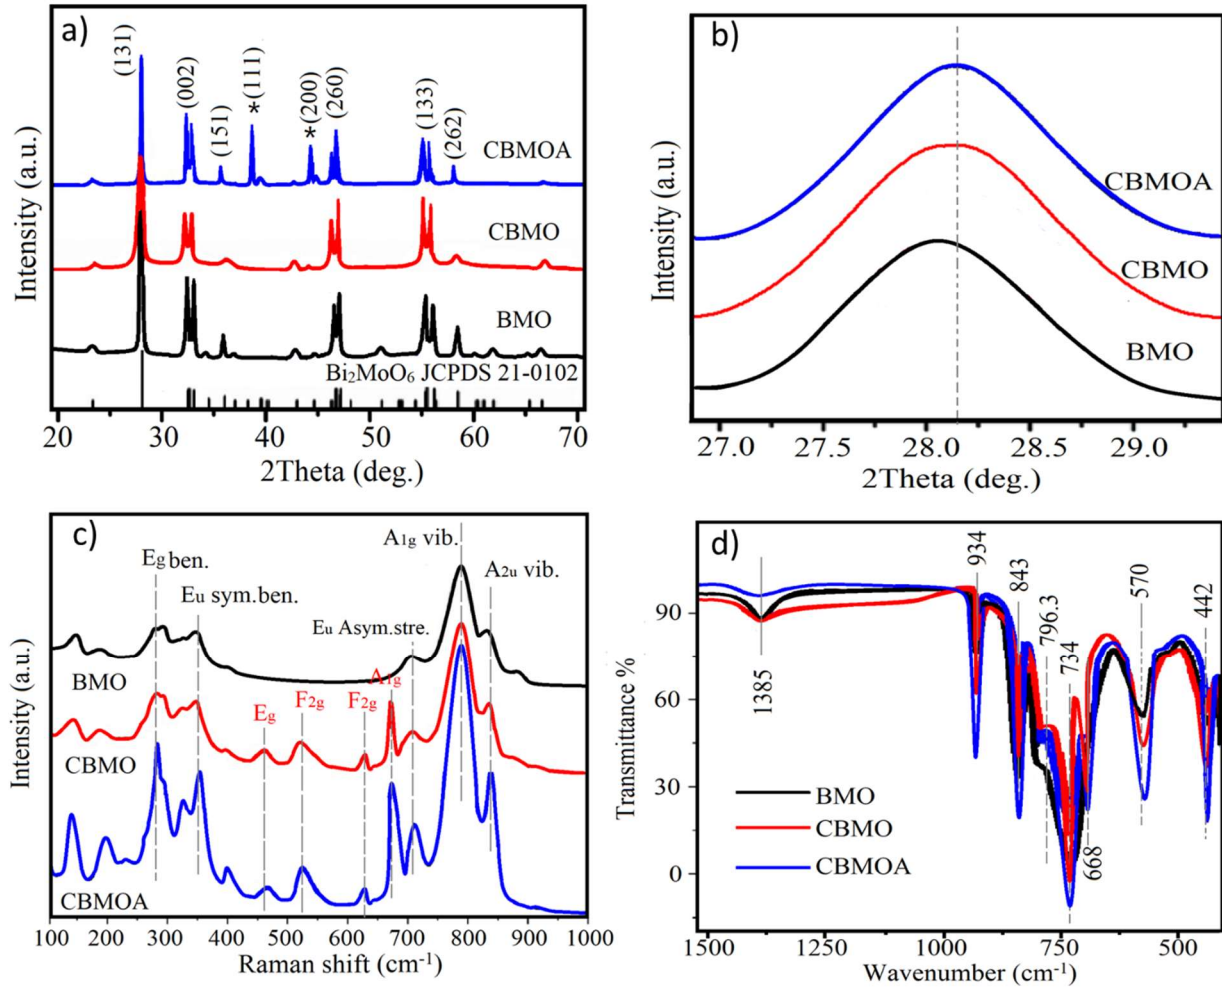 a)
(131)
(002)
(151)
*(111)
*(200)
(260)
(133)
(262)
CBMOA
CBMO
BMO
Bi₂MoO₆ JCPDS 21-0102
Intensity (a.u.)
20 30 40 50 60 70
2Theta (deg.)
b)
CBMOA
CBMO
BMO
Intensity (a.u.)
27.0 27.5 28.0 28.5 29.0
2Theta (deg.)
c)
A1g vib.
Eg ben.
A2u vib.
Eu sym.ben.
Eu Asym.stre.
BMO
A1g
Eg
F2g
F2g
CBMO
CBMOA
Intensity (a.u.)
100 200 300 400 500 600 700 800 900 1000
Raman shift (cm⁻¹)
d)
934
843
796.3
734
570
442
1385
668
BMO
CBMO
CBMOA
Transmittance %
90
60
30
0
1500 1250 1000 750 500
Wavenumber (cm⁻¹)